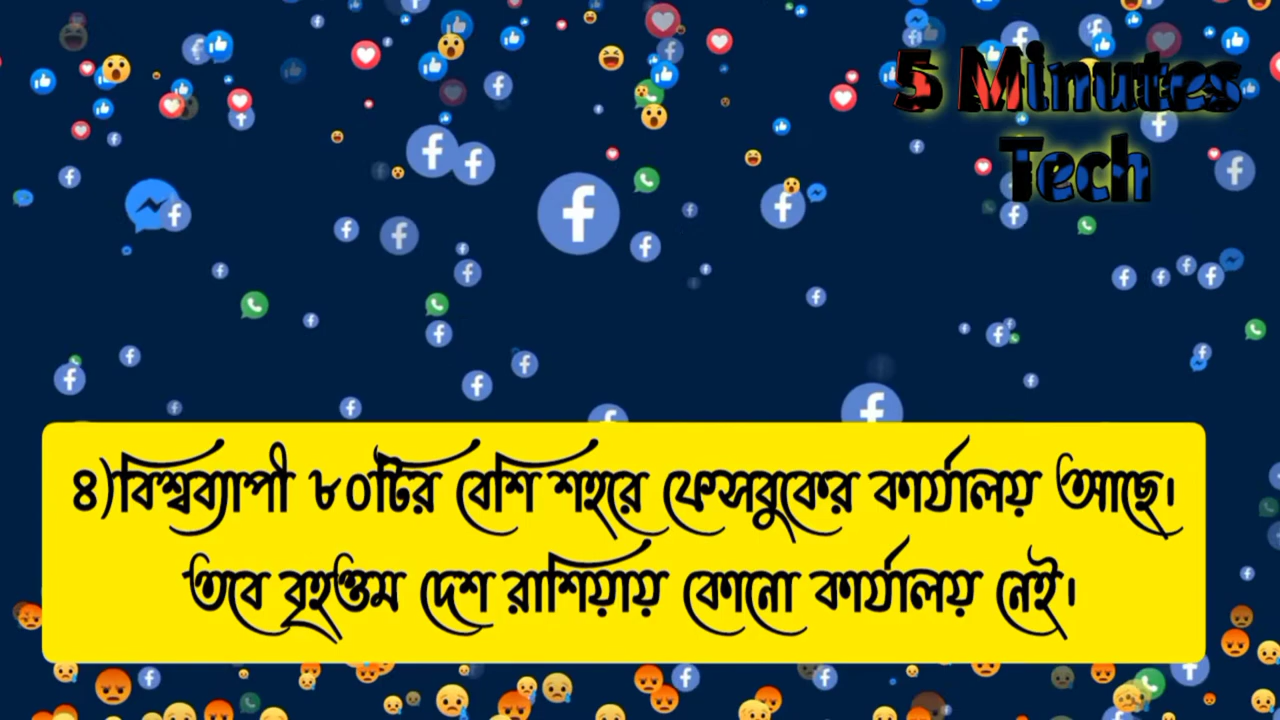 5 Minutes
Tech
৪)বিশ্বব্যাপী ৮০টির বেশি শহরে ফেসবুকের কার্যালয় আছে।
তবে বৃহত্তম দেশ রাশিয়ায় কোনো কার্যালয় নেই।